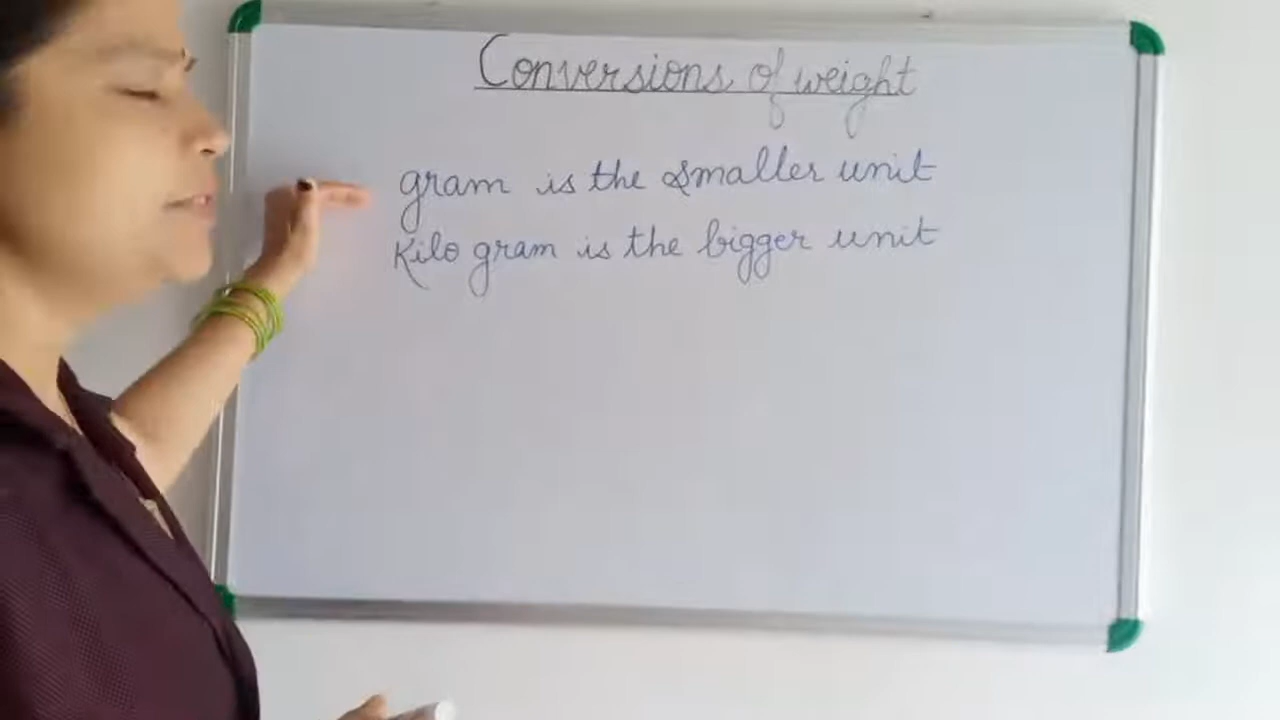 Conversions of weight
gram is the smaller unit
Kilo gram is the bigger unit